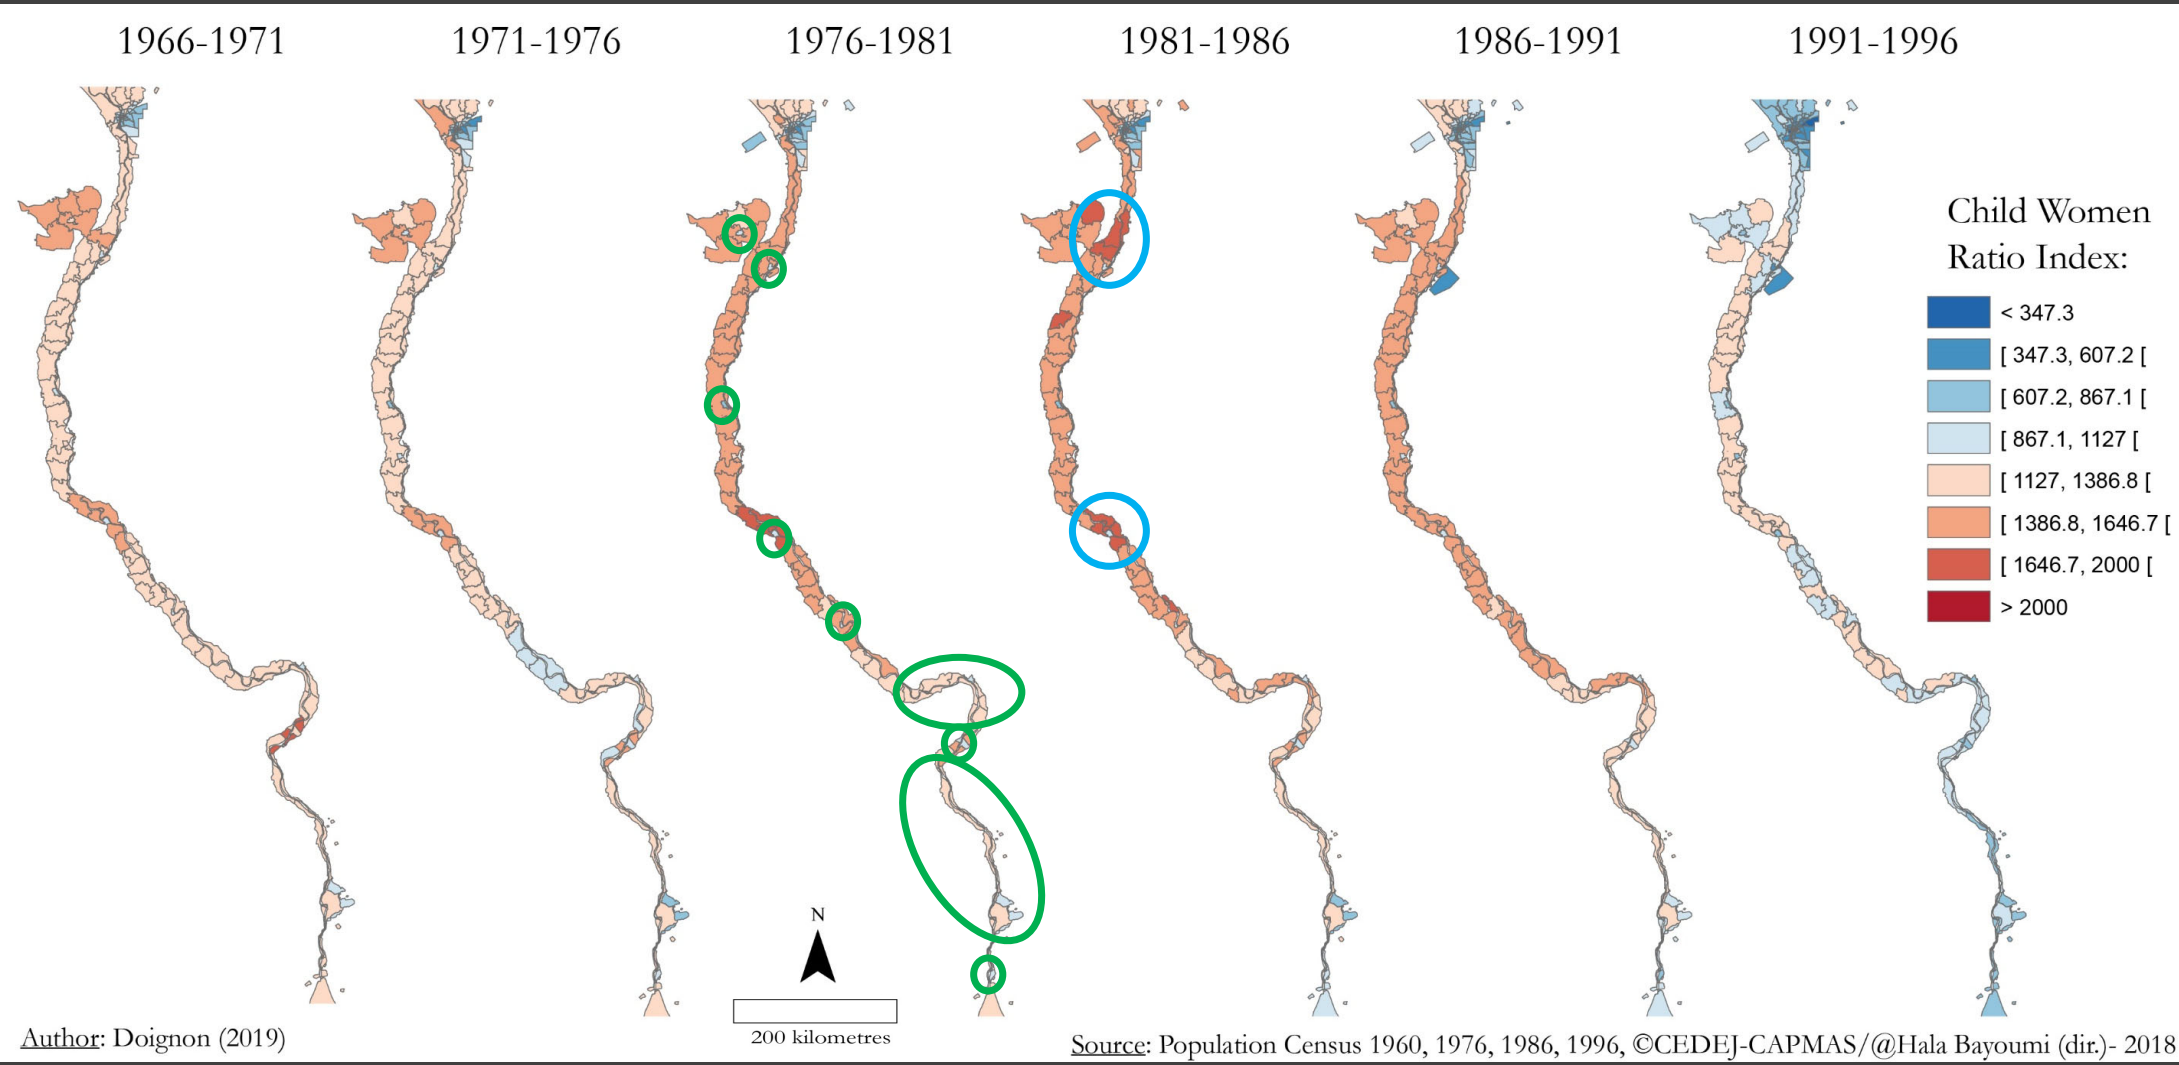 1966-1971
1971-1976
1976-1981
1981-1986
1986-1991
1991-1996
Child Women
Ratio Index:
< 347.3
[ 347.3, 607.2 [
[ 607.2, 867.1 [
[ 867.1, 1127 [
[ 1127, 1386.8 [
[ 1386.8, 1646.7 [
[ 1646.7, 2000 [
> 2000
N
200 kilometres
Author: Doignon (2019)
Source: Population Census 1960, 1976, 1986, 1996, ©CEDEJ-CAPMAS/@Hala Bayoumi (dir.)- 2018